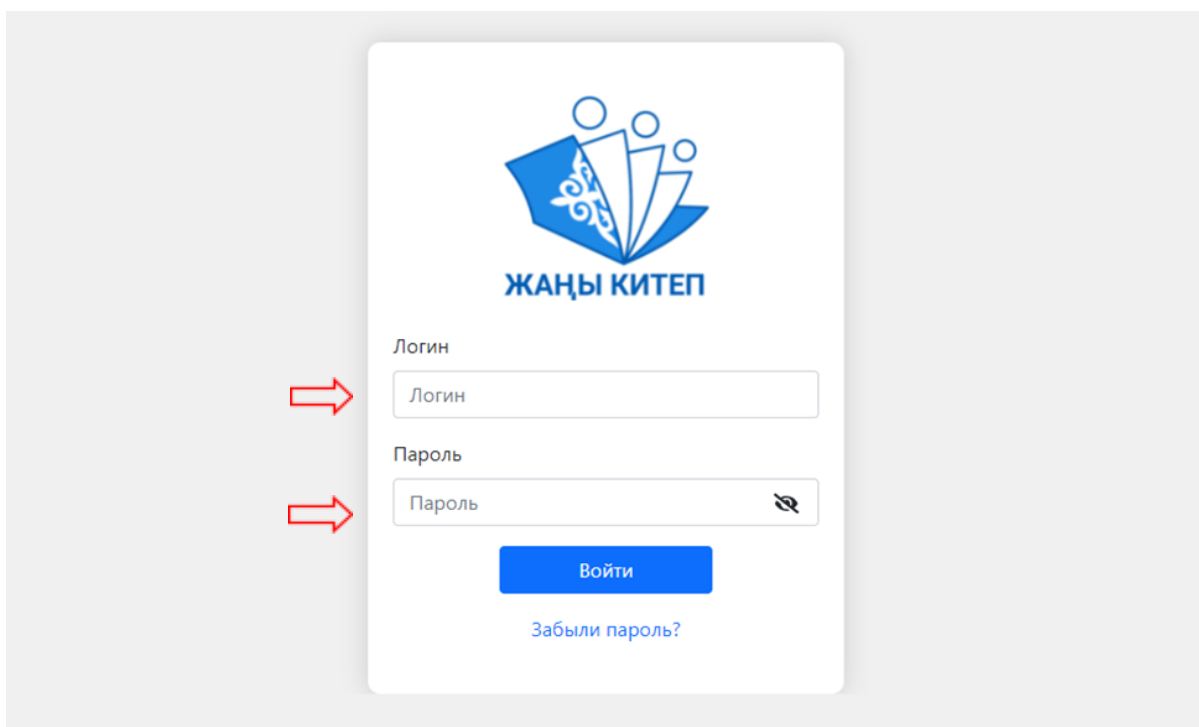 ЖАҢЫ КИТЕП
Логин
Логин
Пароль
Пароль
Войти
Забыли пароль?